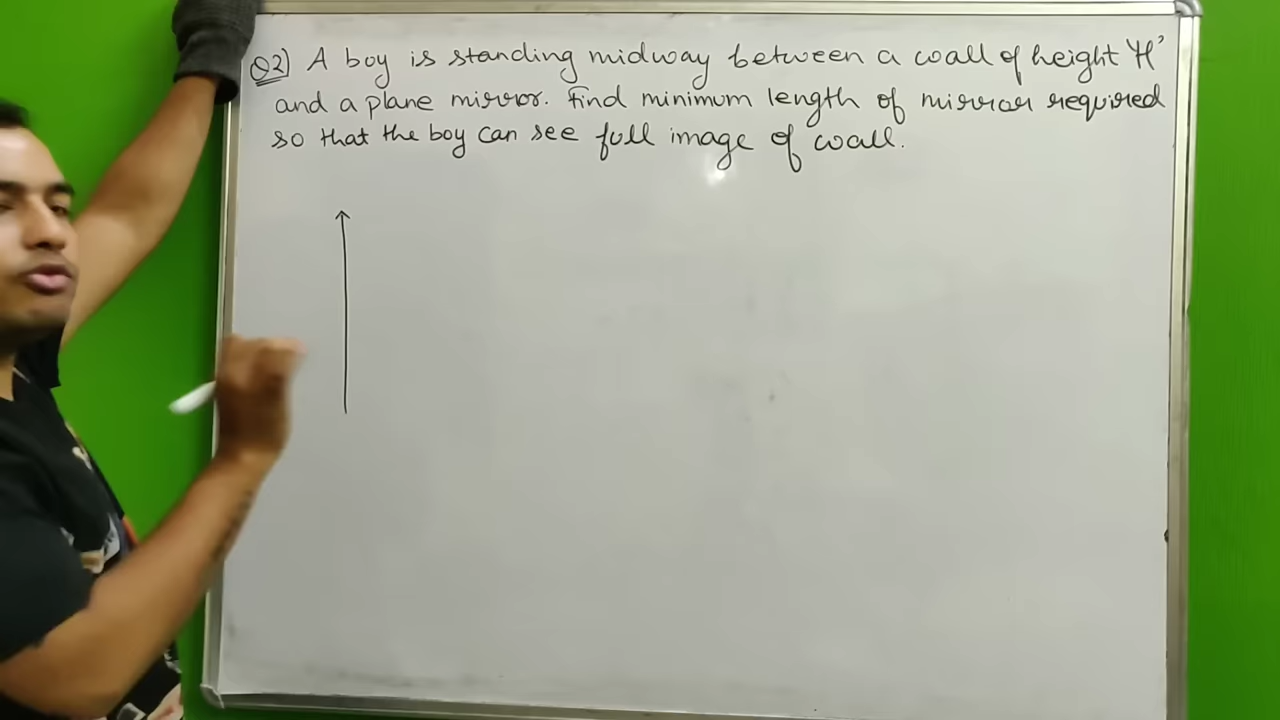 Q2) A boy is standing midway between a wall of height 'H'
and a plane mirror. Find minimum length of mirror required
so that the boy can see full image of wall.